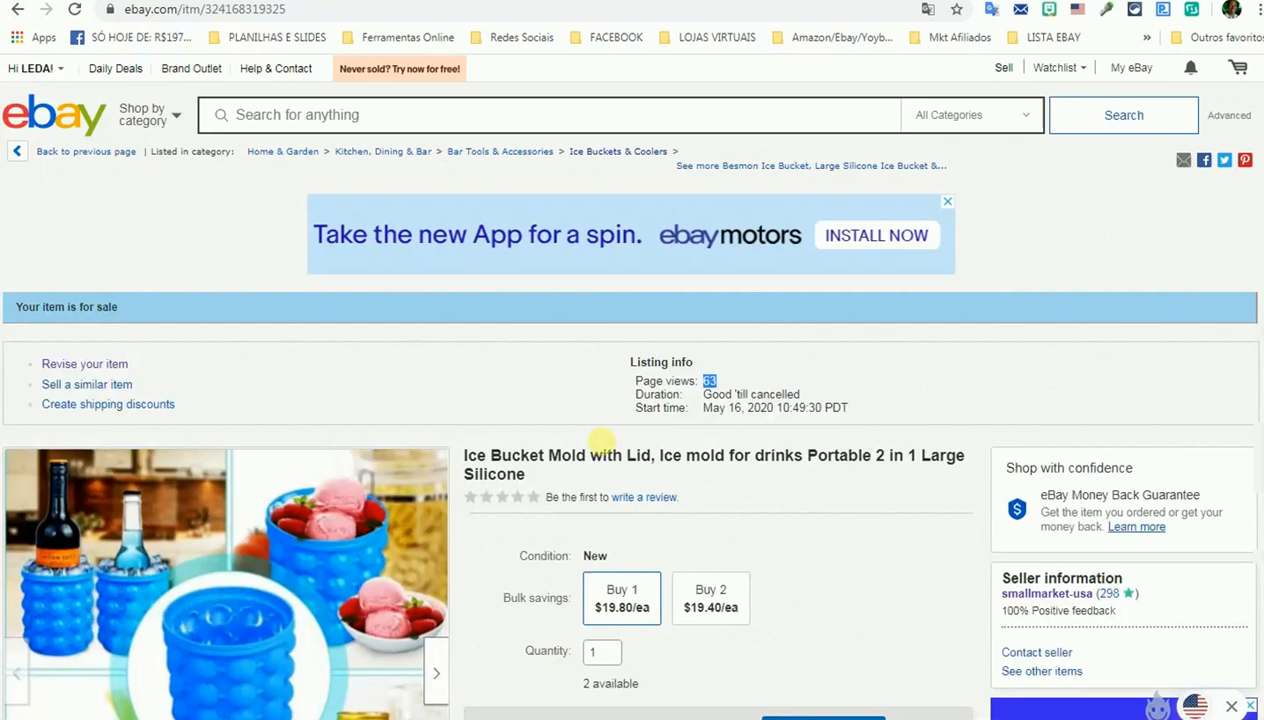 ebay.com/itm/324168319325
Apps SÓ HOJE DE: R$197... PLANILHAS E SLIDES Ferramentas Online Redes Sociais FACEBOOK LOJAS VIRTUAIS Amazon/Ebay/Yoyb... Mkt Afiliados LISTA EBAY » Outros favoritos
Hi LEDA! Daily Deals Brand Outlet Help & Contact Never sold? Try now for free! Sell Watchlist My eBay
ebay Shop by category Search for anything All Categories Search Advanced
Back to previous page | Listed in category: Home & Garden > Kitchen, Dining & Bar > Bar Tools & Accessories > Ice Buckets & Coolers >
See more Besmon Ice Bucket, Large Silicone Ice Bucket &...
Take the new App for a spin. ebaymotors INSTALL NOW
Your item is for sale
Revise your item
Sell a similar item
Create shipping discounts
Listing info
Page views: 63
Duration: Good 'till cancelled
Start time: May 16, 2020 10:49:30 PDT
Ice Bucket Mold with Lid, Ice mold for drinks Portable 2 in 1 Large
Silicone
Be the first to write a review.
Condition: New
Bulk savings:
Buy 1
$19.80/ea
Buy 2
$19.40/ea
Quantity: 1
2 available
Shop with confidence
eBay Money Back Guarantee
Get the item you ordered or get your
money back. Learn more
Seller information
smallmarket-usa (298 ★)
100% Positive feedback
Contact seller
See other items